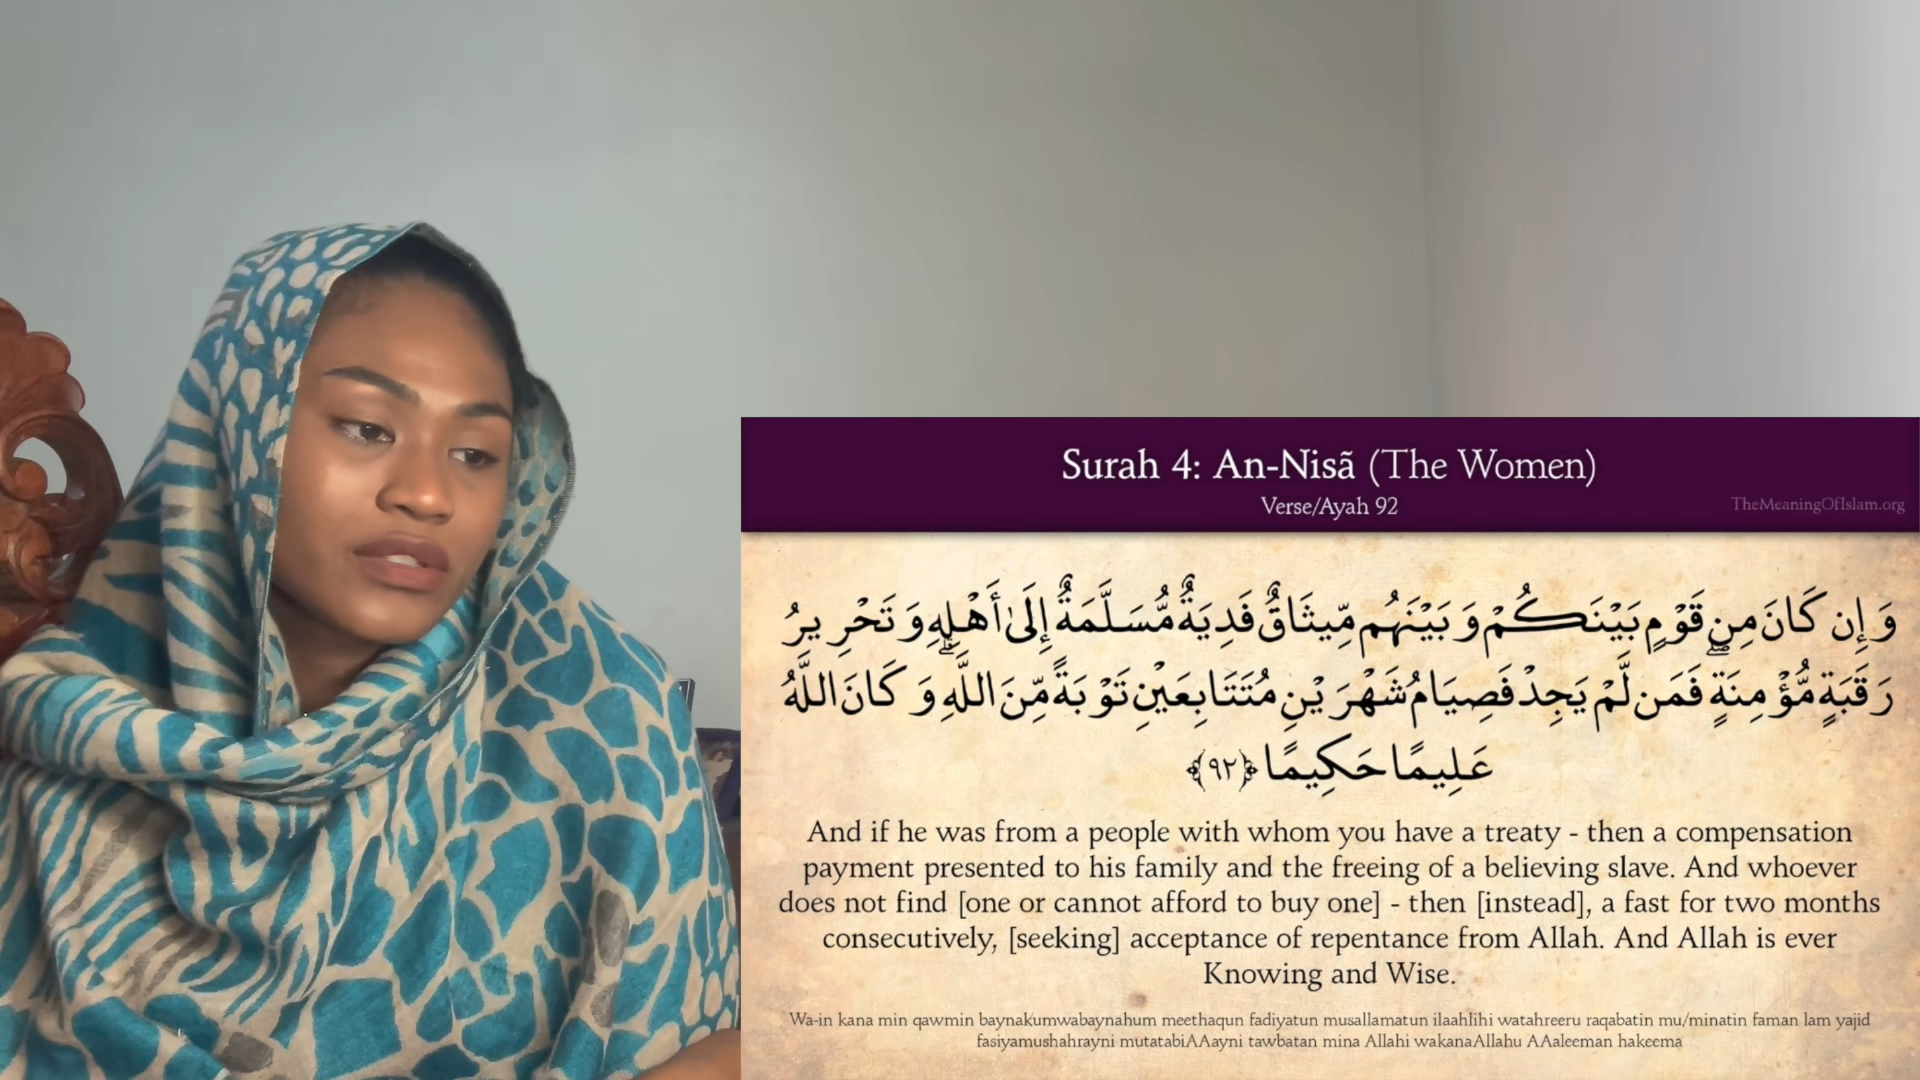 Surah 4: An-Nisã (The Women)
Verse/Ayah 92
TheMeaningOfIslam.org
وَإِن كَانَ مِن قَوْمٍ بَيْنَكُمْ وَبَيْنَهُم مِّيثَاقٌ فَدِيَةٌ مُّسَلَّمَةٌ إِلَىٰ أَهْلِهِ وَتَحْرِيرُ
رَقَبَةٍ مُّؤْمِنَةٍ ۖ فَمَن لَّمْ يَجِدْ فَصِيَامُ شَهْرَيْنِ مُتَتَابِعَيْنِ تَوْبَةً مِّنَ اللَّهِ ۗ وَكَانَ اللَّهُ
عَلِيمًا حَكِيمًا ﴿٩٢﴾
And if he was from a people with whom you have a treaty - then a compensation
payment presented to his family and the freeing of a believing slave. And whoever
does not find [one or cannot afford to buy one] - then [instead], a fast for two months
consecutively, [seeking] acceptance of repentance from Allah. And Allah is ever
Knowing and Wise.
Wa-in kana min qawmin baynakumwabaynahum meethaqun fadiyatun musallamatun ilaahlihi watahreeru raqabatin mu/minatin faman lam yajid
fasiyamushahrayni mutatabiAAayni tawbatan mina Allahi wakanaAllahu AAaleeman hakeema